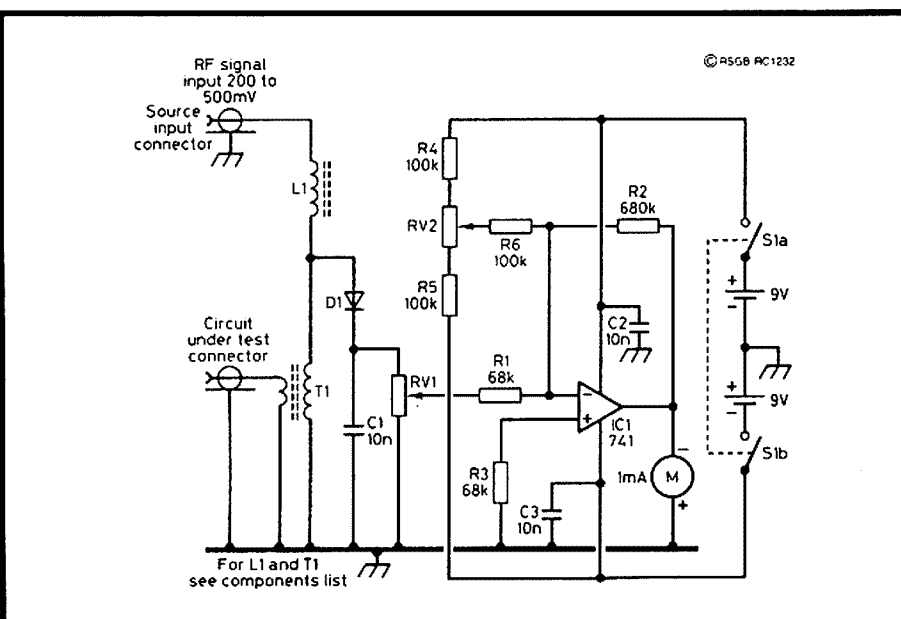 © RSGB RC1232
RF signal
input 200 to
500mV
Source
input
connector
L1
R4
100k
R2
680k
RV2
R6
100k
S1a
D1
R5
100k
+
-
9V
Circuit
under test
connector
C2
10n
T1
RV1
R1
68k
+
-
9V
C1
10n
-
+
IC1
741
S1b
R3
68k
1mA
M
-
+
C3
10n
For L1 and T1
see components list